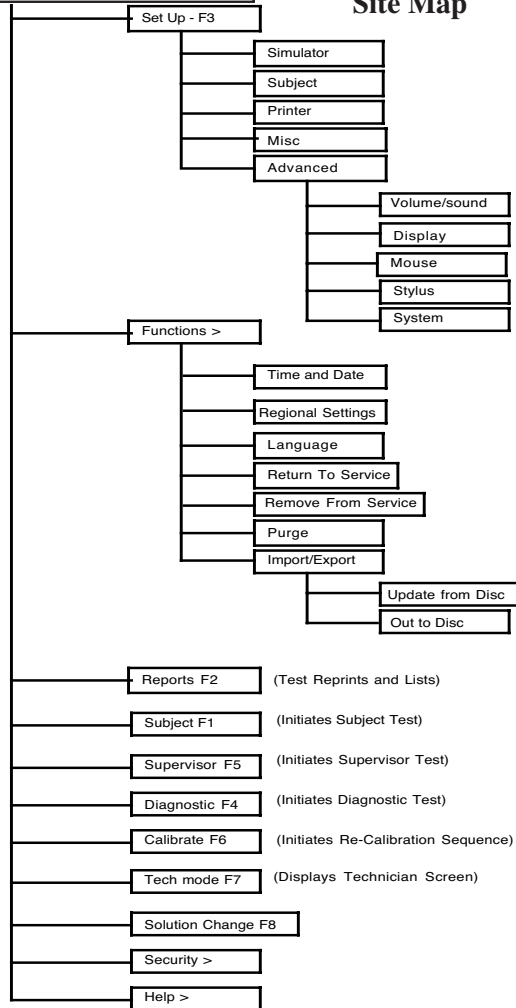 Site Map
Set Up - F3
Simulator
Subject
Printer
Misc
Advanced
Volume/sound
Display
Mouse
Stylus
System
Functions >
Time and Date
Regional Settings
Language
Return To Service
Remove From Service
Purge
Import/Export
Update from Disc
Out to Disc
Reports F2 (Test Reprints and Lists)
Subject F1 (Initiates Subject Test)
Supervisor F5 (Initiates Supervisor Test)
Diagnostic F4 (Initiates Diagnostic Test)
Calibrate F6 (Initiates Re-Calibration Sequence)
Tech mode F7 (Displays Technician Screen)
Solution Change F8
Security >
Help >